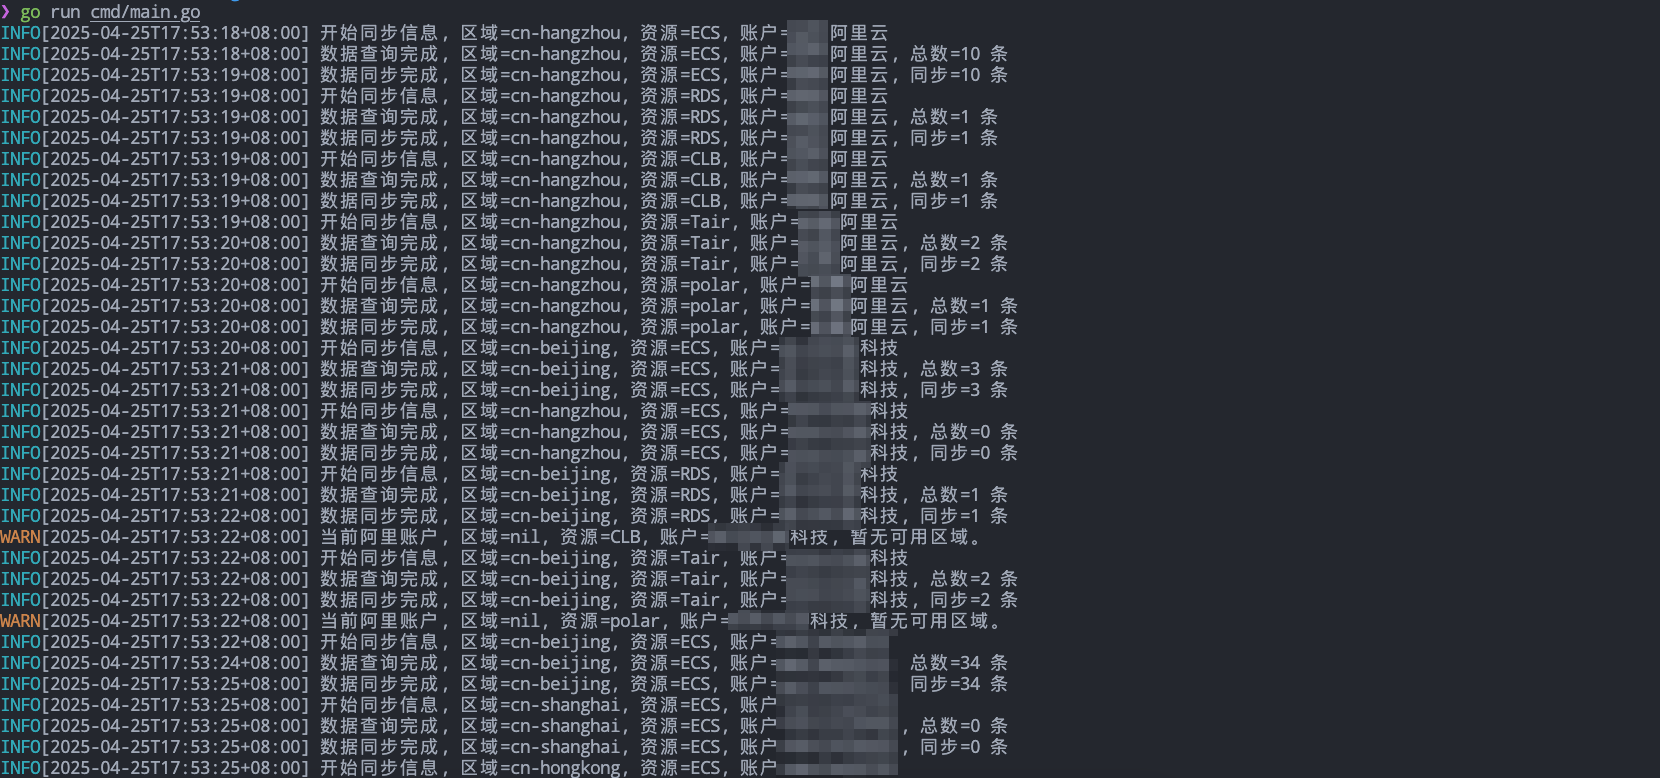 ❯ go run cmd/main.go
INFO[2025-04-25T17:53:18+08:00] 开始同步信息, 区域=cn-hangzhou, 资源=ECS, 账户=阿里云
INFO[2025-04-25T17:53:18+08:00] 数据查询完成, 区域=cn-hangzhou, 资源=ECS, 账户=阿里云, 总数=10 条
INFO[2025-04-25T17:53:19+08:00] 数据同步完成, 区域=cn-hangzhou, 资源=ECS, 账户=阿里云, 同步=10 条
INFO[2025-04-25T17:53:19+08:00] 开始同步信息, 区域=cn-hangzhou, 资源=RDS, 账户=阿里云
INFO[2025-04-25T17:53:19+08:00] 数据查询完成, 区域=cn-hangzhou, 资源=RDS, 账户=阿里云, 总数=1 条
INFO[2025-04-25T17:53:19+08:00] 数据同步完成, 区域=cn-hangzhou, 资源=RDS, 账户=阿里云, 同步=1 条
INFO[2025-04-25T17:53:19+08:00] 开始同步信息, 区域=cn-hangzhou, 资源=CLB, 账户=阿里云
INFO[2025-04-25T17:53:19+08:00] 数据查询完成, 区域=cn-hangzhou, 资源=CLB, 账户=阿里云, 总数=1 条
INFO[2025-04-25T17:53:19+08:00] 数据同步完成, 区域=cn-hangzhou, 资源=CLB, 账户=阿里云, 同步=1 条
INFO[2025-04-25T17:53:19+08:00] 开始同步信息, 区域=cn-hangzhou, 资源=Tair, 账户=阿里云
INFO[2025-04-25T17:53:20+08:00] 数据查询完成, 区域=cn-hangzhou, 资源=Tair, 账户=阿里云, 总数=2 条
INFO[2025-04-25T17:53:20+08:00] 数据同步完成, 区域=cn-hangzhou, 资源=Tair, 账户=阿里云, 同步=2 条
INFO[2025-04-25T17:53:20+08:00] 开始同步信息, 区域=cn-hangzhou, 资源=polar, 账户=阿里云
INFO[2025-04-25T17:53:20+08:00] 数据查询完成, 区域=cn-hangzhou, 资源=polar, 账户=阿里云, 总数=1 条
INFO[2025-04-25T17:53:20+08:00] 数据同步完成, 区域=cn-hangzhou, 资源=polar, 账户=阿里云, 同步=1 条
INFO[2025-04-25T17:53:20+08:00] 开始同步信息, 区域=cn-beijing, 资源=ECS, 账户=科技
INFO[2025-04-25T17:53:21+08:00] 数据查询完成, 区域=cn-beijing, 资源=ECS, 账户=科技, 总数=3 条
INFO[2025-04-25T17:53:21+08:00] 数据同步完成, 区域=cn-beijing, 资源=ECS, 账户=科技, 同步=3 条
INFO[2025-04-25T17:53:21+08:00] 开始同步信息, 区域=cn-hangzhou, 资源=ECS, 账户=科技
INFO[2025-04-25T17:53:21+08:00] 数据查询完成, 区域=cn-hangzhou, 资源=ECS, 账户=科技, 总数=0 条
INFO[2025-04-25T17:53:21+08:00] 数据同步完成, 区域=cn-hangzhou, 资源=ECS, 账户=科技, 同步=0 条
INFO[2025-04-25T17:53:21+08:00] 开始同步信息, 区域=cn-beijing, 资源=RDS, 账户=科技
INFO[2025-04-25T17:53:21+08:00] 数据查询完成, 区域=cn-beijing, 资源=RDS, 账户=科技, 总数=1 条
INFO[2025-04-25T17:53:22+08:00] 数据同步完成, 区域=cn-beijing, 资源=RDS, 账户=科技, 同步=1 条
WARN[2025-04-25T17:53:22+08:00] 当前阿里账户, 区域=nil, 资源=CLB, 账户=科技, 暂无可用区域。
INFO[2025-04-25T17:53:22+08:00] 开始同步信息, 区域=cn-beijing, 资源=Tair, 账户=科技
INFO[2025-04-25T17:53:22+08:00] 数据查询完成, 区域=cn-beijing, 资源=Tair, 账户=科技, 总数=2 条
INFO[2025-04-25T17:53:22+08:00] 数据同步完成, 区域=cn-beijing, 资源=Tair, 账户=科技, 同步=2 条
WARN[2025-04-25T17:53:22+08:00] 当前阿里账户, 区域=nil, 资源=polar, 账户=科技, 暂无可用区域。
INFO[2025-04-25T17:53:22+08:00] 开始同步信息, 区域=cn-beijing, 资源=ECS, 账户=
INFO[2025-04-25T17:53:24+08:00] 数据查询完成, 区域=cn-beijing, 资源=ECS, 账户= 总数=34 条
INFO[2025-04-25T17:53:25+08:00] 数据同步完成, 区域=cn-beijing, 资源=ECS, 账户= 同步=34 条
INFO[2025-04-25T17:53:25+08:00] 开始同步信息, 区域=cn-shanghai, 资源=ECS, 账户
INFO[2025-04-25T17:53:25+08:00] 数据查询完成, 区域=cn-shanghai, 资源=ECS, 账户, 总数=0 条
INFO[2025-04-25T17:53:25+08:00] 数据同步完成, 区域=cn-shanghai, 资源=ECS, 账户, 同步=0 条
INFO[2025-04-25T17:53:25+08:00] 开始同步信息, 区域=cn-hongkong, 资源=ECS, 账户